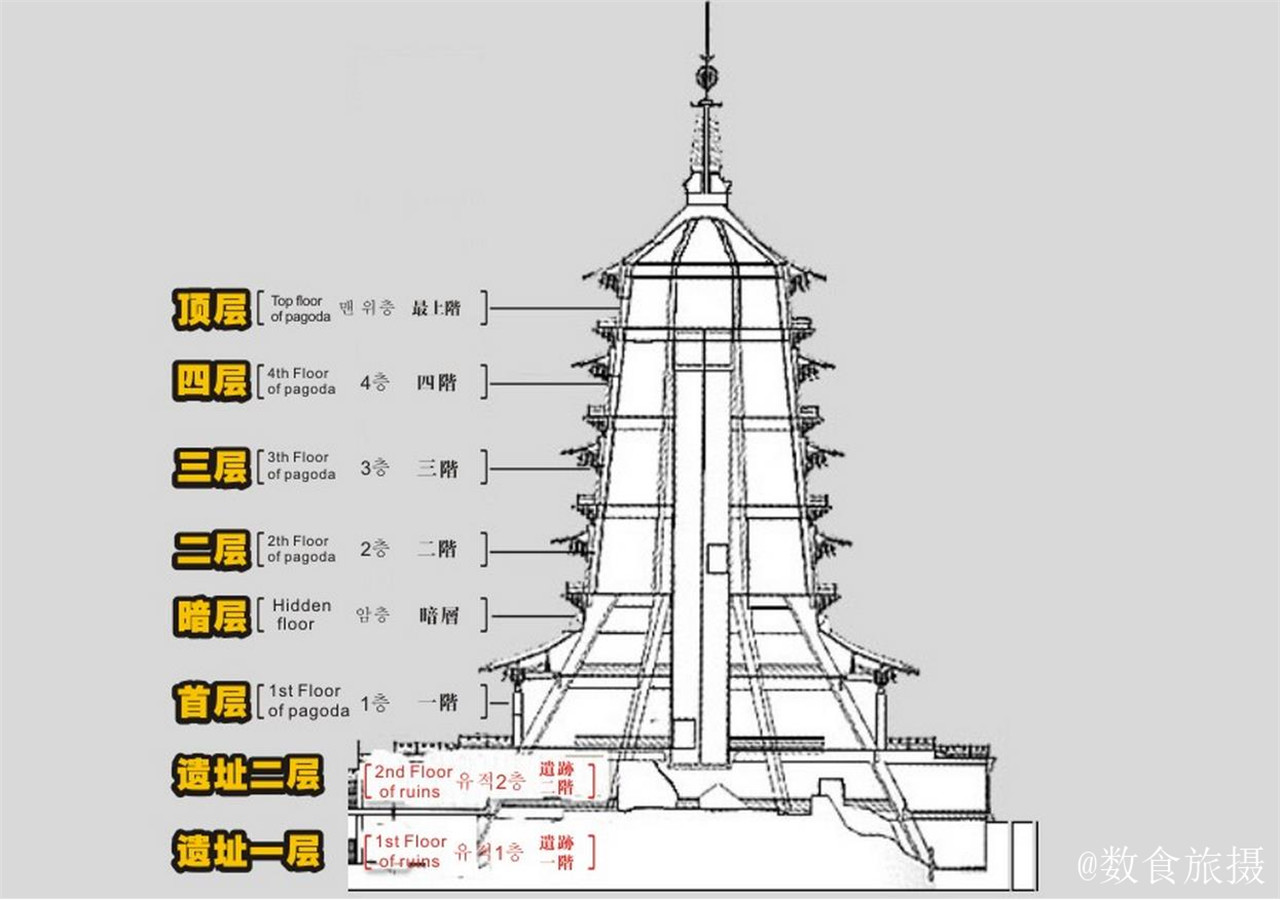 顶层 [ Top floor 맨 위층 最上階 ]
of pagoda
四层 [ 4th Floor 4층 四階 ]
of pagoda
三层 [ 3th Floor 3층 三階 ]
of pagoda
二层 [ 2th Floor 2층 二階 ]
of pagoda
暗层 [ Hidden 암층 暗層 ]
floor
首层 [ 1st Floor 1층 一階 ]
of pagoda
遗址二层 [ 2nd Floor 유적2층 遺跡 ]
of ruins 二階
遗址一层 [ 1st Floor 유적1층 遺跡 ]
of ruins 一階
@数食旅摄